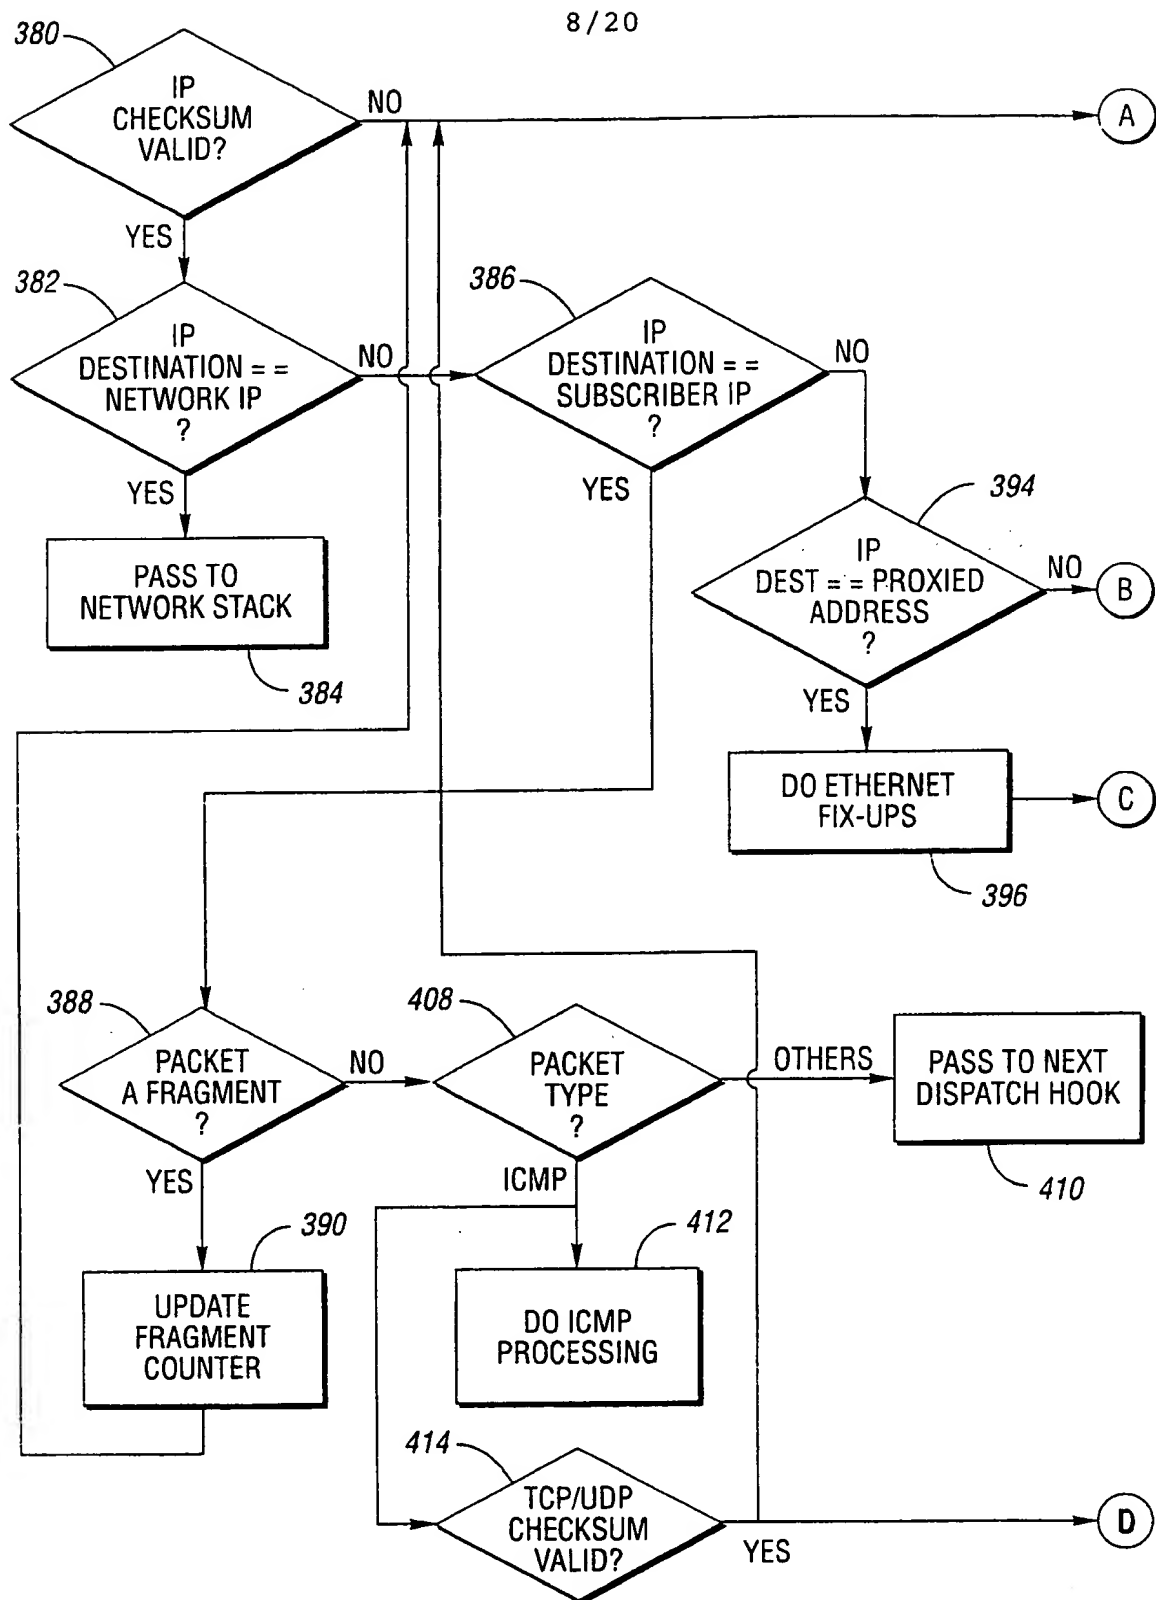 8/20
380
IP
CHECKSUM
VALID?
NO
A
YES
382
IP
DESTINATION ==
NETWORK IP
?
NO
386
IP
DESTINATION ==
SUBSCRIBER IP
?
NO
YES
YES
394
IP
DEST == PROXIED
ADDRESS
?
NO
B
PASS TO
NETWORK STACK
384
YES
DO ETHERNET
FIX-UPS
C
396
388
PACKET
A FRAGMENT
?
NO
408
PACKET
TYPE
?
OTHERS
PASS TO NEXT
DISPATCH HOOK
410
YES
ICMP
390
UPDATE
FRAGMENT
COUNTER
412
DO ICMP
PROCESSING
414
TCP/UDP
CHECKSUM
VALID?
YES
D